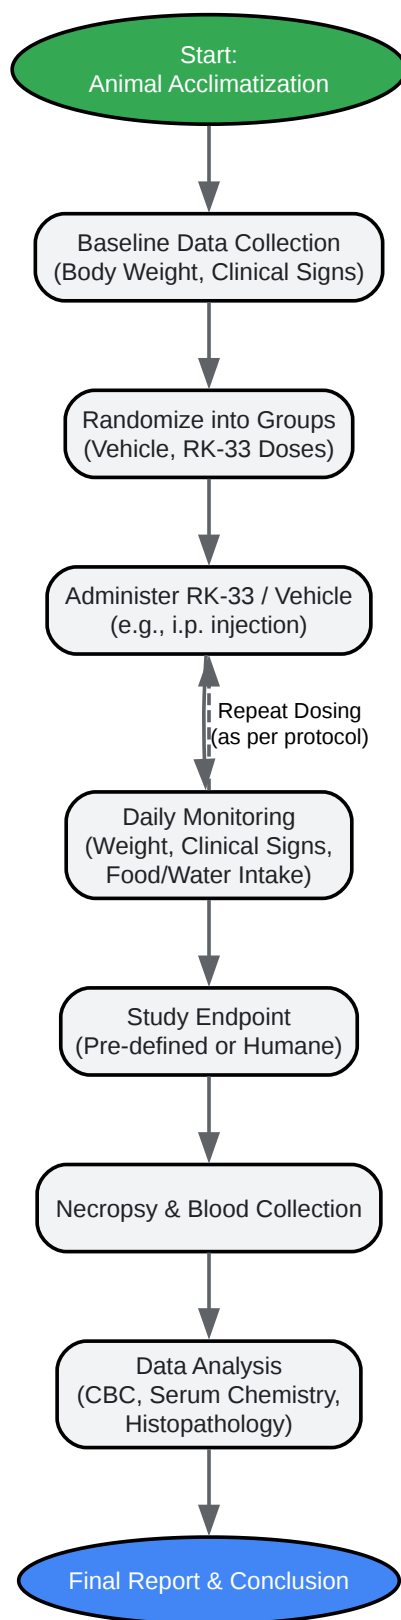 Start:
Animal Acclimatization
Baseline Data Collection
(Body Weight, Clinical Signs)
Randomize into Groups
(Vehicle, RK-33 Doses)
Administer RK-33 / Vehicle
(e.g., i.p. injection)
Repeat Dosing
(as per protocol)
Daily Monitoring
(Weight, Clinical Signs,
Food/Water Intake)
Study Endpoint
(Pre-defined or Humane)
Necropsy & Blood Collection
Data Analysis
(CBC, Serum Chemistry,
Histopathology)
Final Report & Conclusion